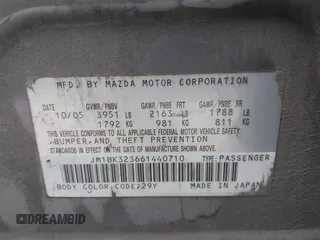 MFD. BY MAZDA MOTOR CORPORATION
GVWR/PNBV GAWR/PNBE FRT GAWR/PNBE RR
10/05 3951 LB 2163 LB 1788 LB
1792 KG 981 KG 811 KG
THIS VEHICLE CONFORMS TO ALL APPLICABLE FEDERAL MOTOR VEHICLE SAFETY
BUMPER, AND THEFT PREVENTION
STANDARDS IN EFFECT ON THE DATE OF MANUFACTURE SHOWN ABOVE.
JM1BK323661440710 TYPE:PASSENGER
BODY COLOR CODE:29Y MADE IN JAPAN
DREAMBID